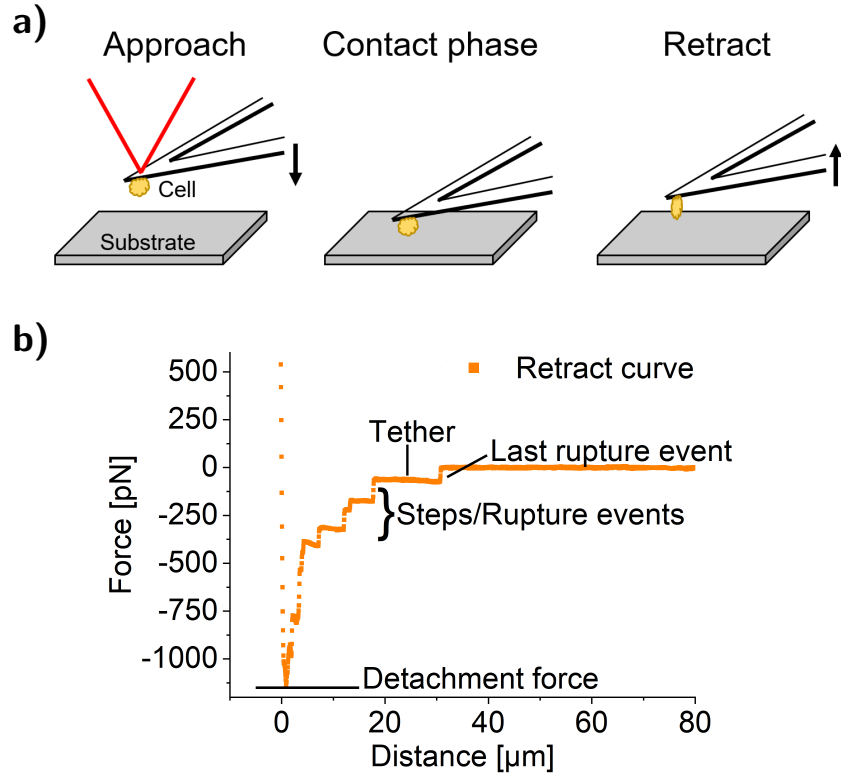 a)
Approach
Contact phase
Retract
Cell
Substrate
b)
Retract curve
500
250
0
-250
-500
-750
-1000
Force [pN]
Tether
Last rupture event
} Steps/Rupture events
Detachment force
0
20
40
60
80
Distance [µm]